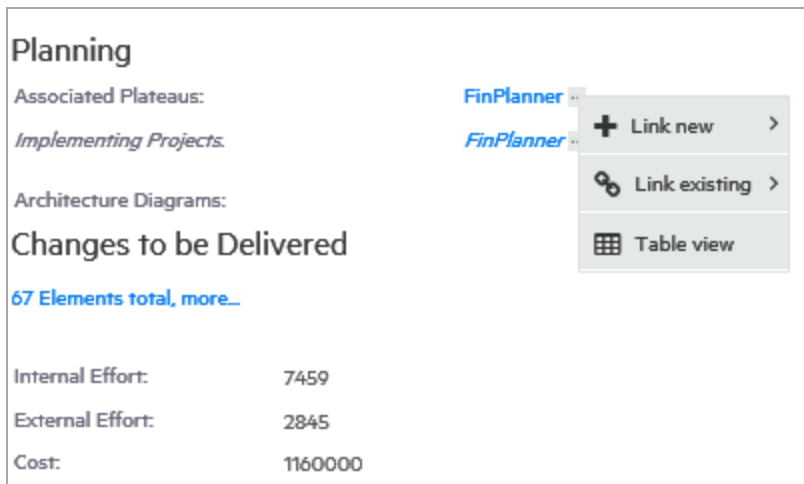 Planning
Associated Plateaus: FinPlanner ..
Link new
Implementing Projects. FinPlanner ..
Link existing
Architecture Diagrams:
Changes to be Delivered
Table view
67 Elements total, more...
Internal Effort: 7459
External Effort: 2845
Cost: 1160000